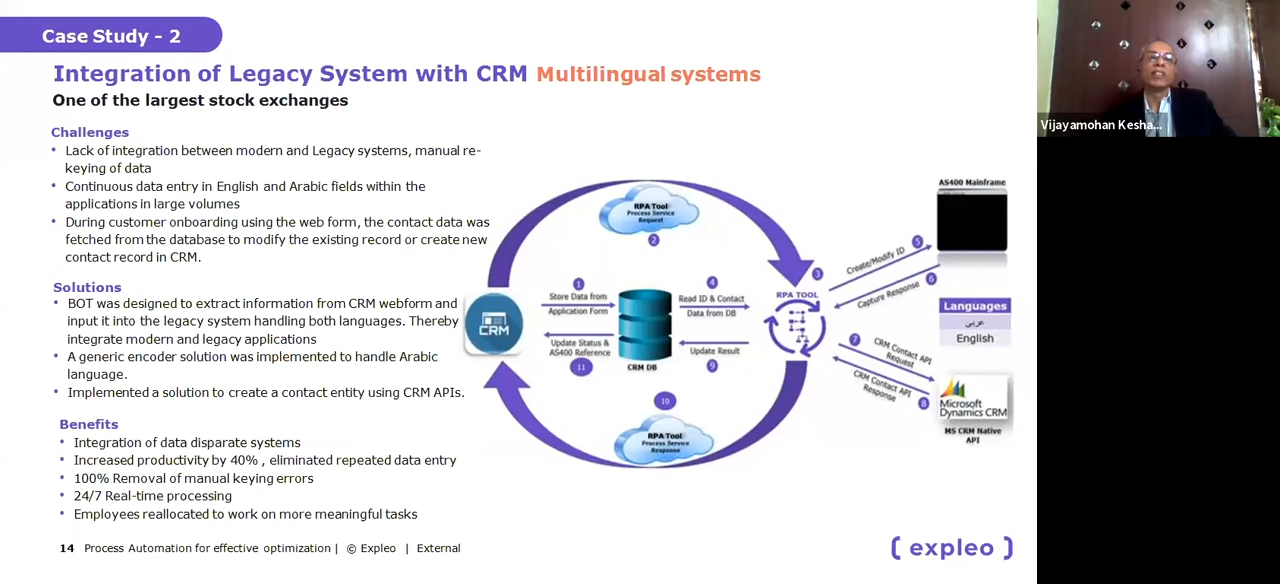 Case Study - 2
Integration of Legacy System with CRM Multilingual systems
One of the largest stock exchanges
Challenges
• Lack of integration between modern and Legacy systems, manual re-
keying of data
• Continuous data entry in English and Arabic fields within the
applications in large volumes
• During customer onboarding using the web form, the contact data was
fetched from the database to modify the existing record or create new
contact record in CRM.
Solutions
• BOT was designed to extract information from CRM webform and
input it into the legacy system handling both languages. Thereby
integrate modern and legacy applications
• A generic encoder solution was implemented to handle Arabic
language.
• Implemented a solution to create a contact entity using CRM APIs.
Benefits
• Integration of data disparate systems
• Increased productivity by 40% , eliminated repeated data entry
• 100% Removal of manual keying errors
• 24/7 Real-time processing
• Employees reallocated to work on more meaningful tasks
RPA Tool
Process Service
Request
2
CRM
1
Store Data from
Application Form
Update Status &
AS400 Reference
11
CRM DB
4
Read ID & Contact
Data from DB
Update Result
9
3
RPA TOOL
10
RPA Tool
Process Service
Response
AS400 Mainframe
5
Create/Modify ID
6
Capture Response
Languages
عربي
English
7
CRM Contact API
Request
CRM Contact API
Response
8
Microsoft
Dynamics CRM
MS CRM Native
API
14 Process Automation for effective optimization | © Expleo | External
( expleo )
Vijayamohan Kesha...